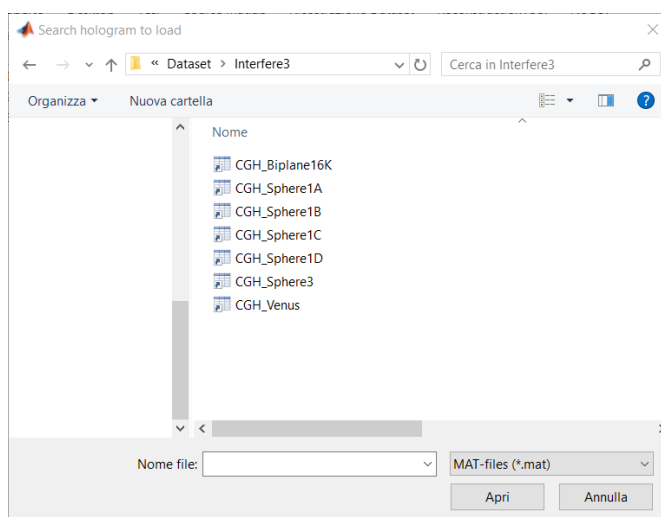 Search hologram to load
« Dataset > Interfere3
Cerca in Interfere3
Organizza
Nuova cartella
Nome
CGH_Biplane16K
CGH_Sphere1A
CGH_Sphere1B
CGH_Sphere1C
CGH_Sphere1D
CGH_Sphere3
CGH_Venus
Nome file:
MAT-files (*.mat)
Apri
Annulla